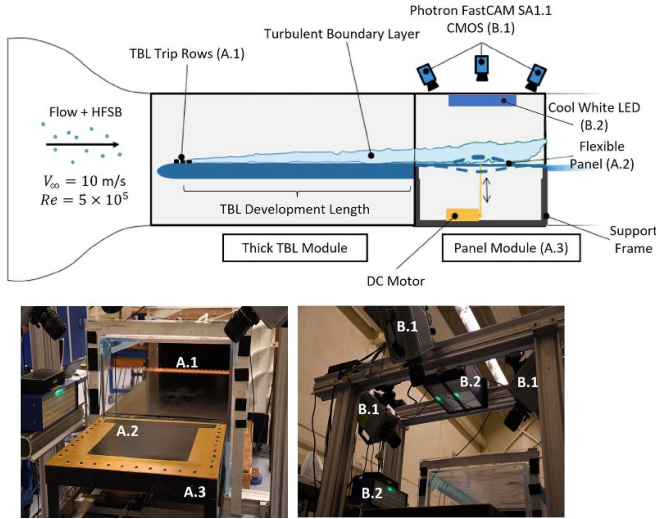 Photron FastCAM SA1.1
CMOS (B.1)
Turbulent Boundary Layer
TBL Trip Rows (A.1)
Flow + HFSB
Cool White LED
(B.2)
Flexible
Panel (A.2)
V∞ = 10 m/s
Re = 5 × 10⁵
TBL Development Length
Support
Frame
Thick TBL Module
Panel Module (A.3)
DC Motor
A.1
A.2
A.3
B.1
B.2
B.1
B.1
B.2